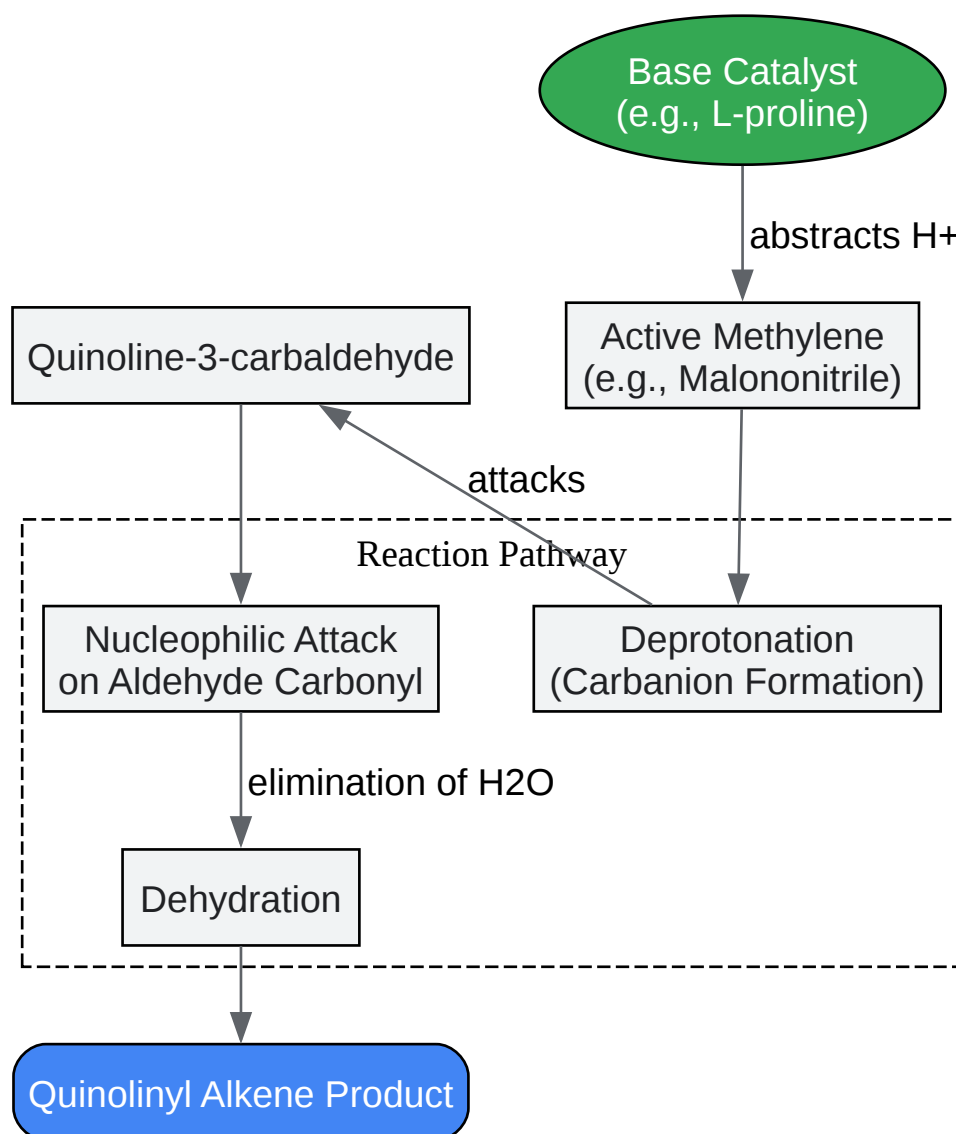 Base Catalyst
(e.g., L-proline)
abstracts H+
Quinoline-3-carbaldehyde
Active Methylene
(e.g., Malononitrile)
attacks
Reaction Pathway
Nucleophilic Attack
on Aldehyde Carbonyl
Deprotonation
(Carbanion Formation)
elimination of H2O
Dehydration
Quinolinyl Alkene Product